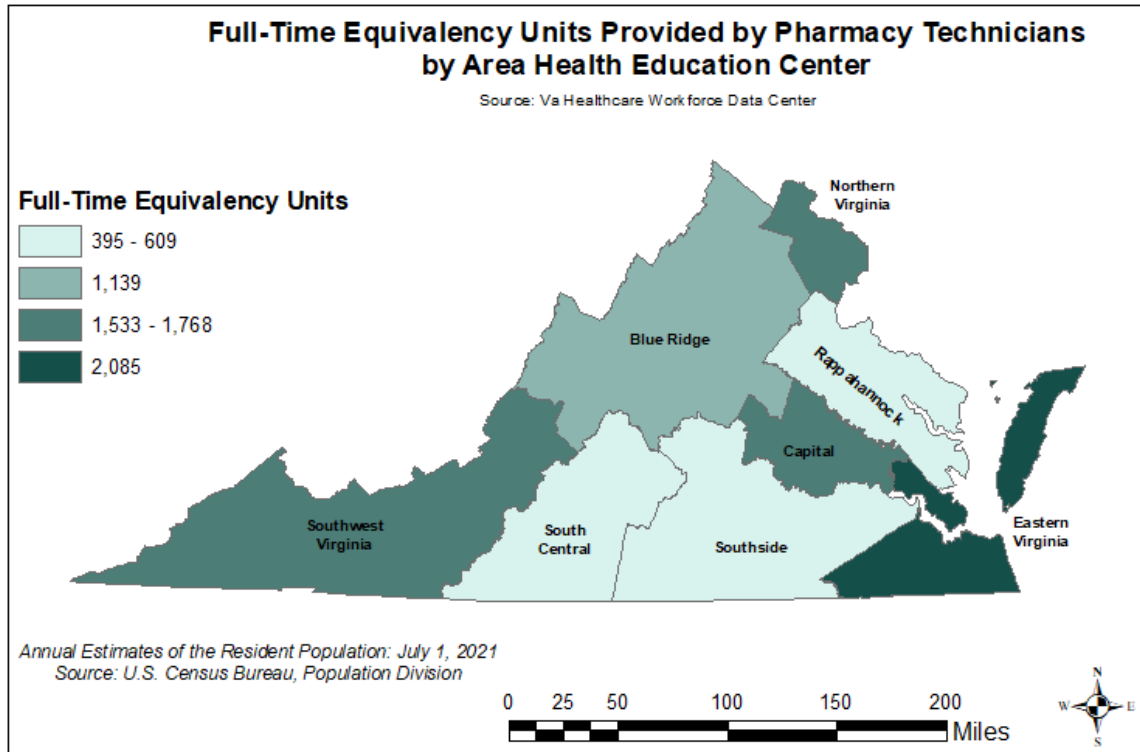 Full-Time Equivalency Units Provided by Pharmacy Technicians
by Area Health Education Center
Source: Va Healthcare Workforce Data Center
Full-Time Equivalency Units
395 - 609
1,139
1,533 - 1,768
2,085
Northern
Virginia
Blue Ridge
Rappahannock
Capital
Southwest
Virginia
South
Central
Southside
Eastern
Virginia
Annual Estimates of the Resident Population: July 1, 2021
Source: U.S. Census Bureau, Population Division
0 25 50 100 150 200
Miles
N
W E
S